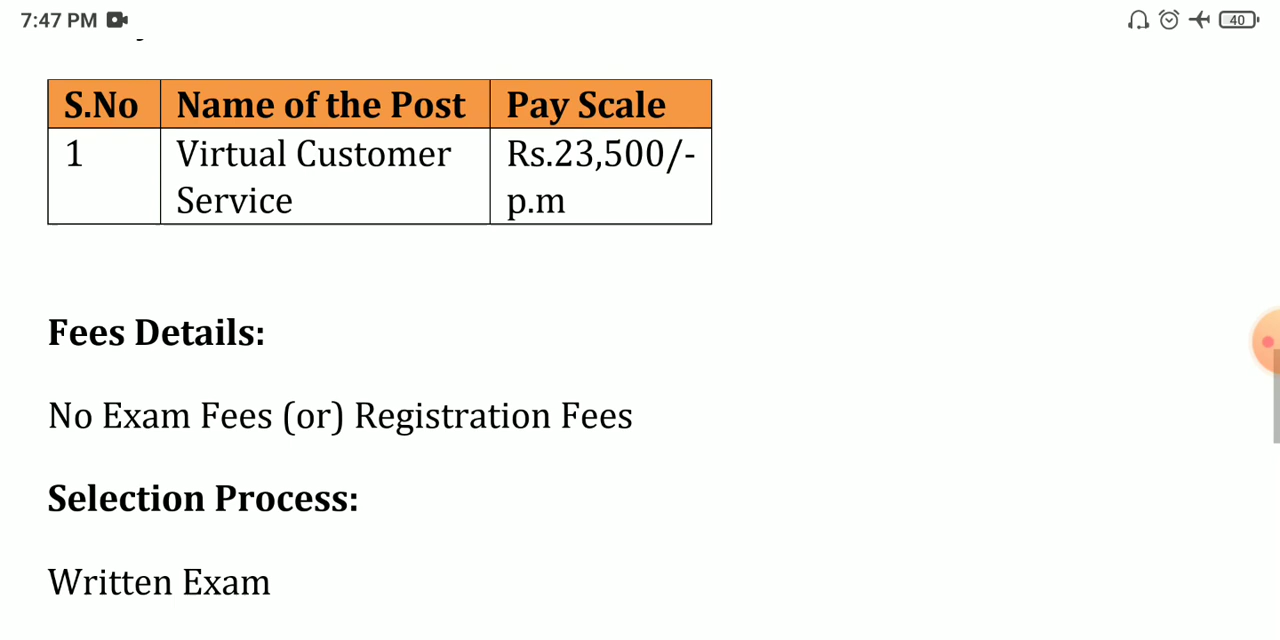 7:47 PM
40
S.No Name of the Post Pay Scale
1 Virtual Customer Rs.23,500/-
Service p.m
Fees Details:
No Exam Fees (or) Registration Fees
Selection Process:
Written Exam